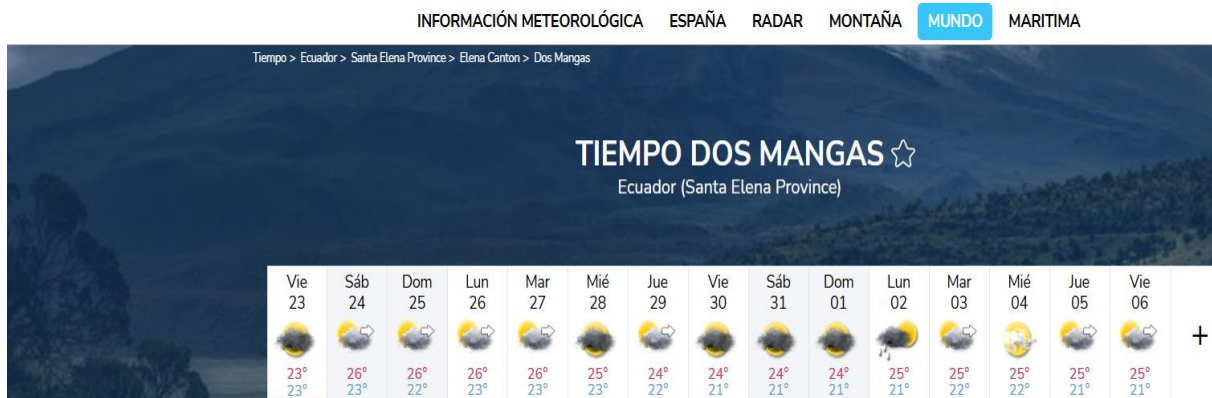 INFORMACIÓN METEOROLÓGICA ESPAÑA RADAR MONTAÑA MUNDO MARITIMA
Tiempo > Ecuador > Santa Elena Province > Elena Canton > Dos Mangas
TIEMPO DOS MANGAS
Ecuador (Santa Elena Province)
Vie Sáb Dom Lun Mar Mié Jue Vie Sáb Dom Lun Mar Mié Jue Vie
23 24 25 26 27 28 29 30 31 01 02 03 04 05 06
+
23° 26° 26° 26° 26° 25° 24° 24° 24° 24° 25° 25° 25° 25° 25°
23° 23° 22° 23° 23° 23° 22° 21° 21° 21° 21° 22° 22° 21° 21°